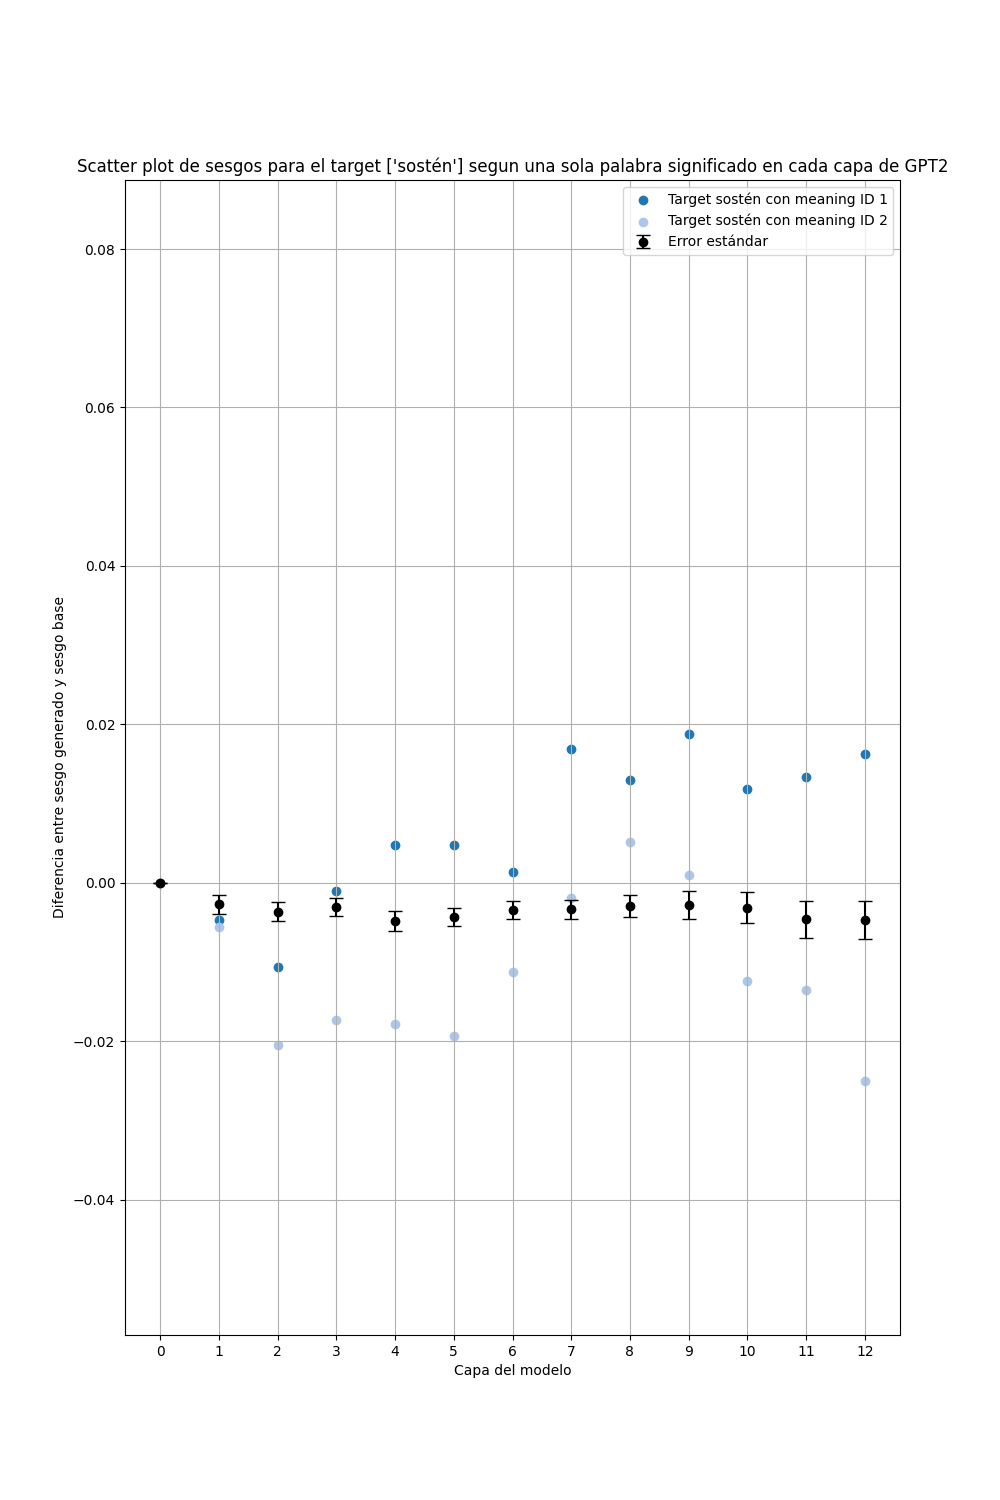 Scatter plot de sesgos para el target ['sostén'] segun una sola palabra significado en cada capa de GPT2
Target sostén con meaning ID 1
Target sostén con meaning ID 2
Error estándar
0.08
0.06
0.04
0.02
0.00
−0.02
−0.04
Diferencia entre sesgo generado y sesgo base
0 1 2 3 4 5 6 7 8 9 10 11 12
Capa del modelo